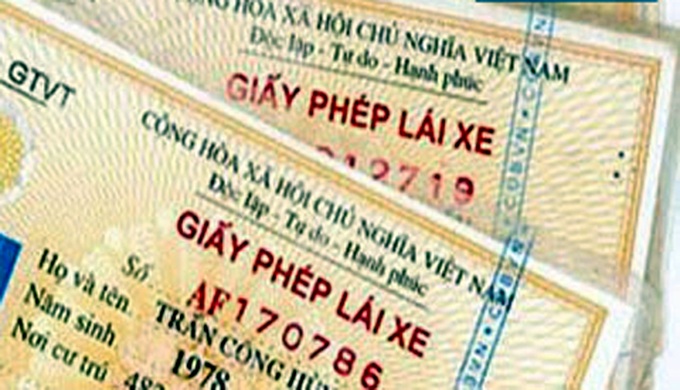 CỘNG HÒA XÃ HỘI CHỦ NGHĨA VIỆT NAM
Độc lập - Tự do - Hạnh phúc
GIẤY PHÉP LÁI XE
012719
GTVT
CỘNG HÒA XÃ HỘI CHỦ NGHĨA VIỆT NAM
Độc lập - Tự do - Hạnh phúc
GIẤY PHÉP LÁI XE
Số AF170786
Họ và tên TRẦN CÔNG
Năm sinh 1978
Nơi cư trú